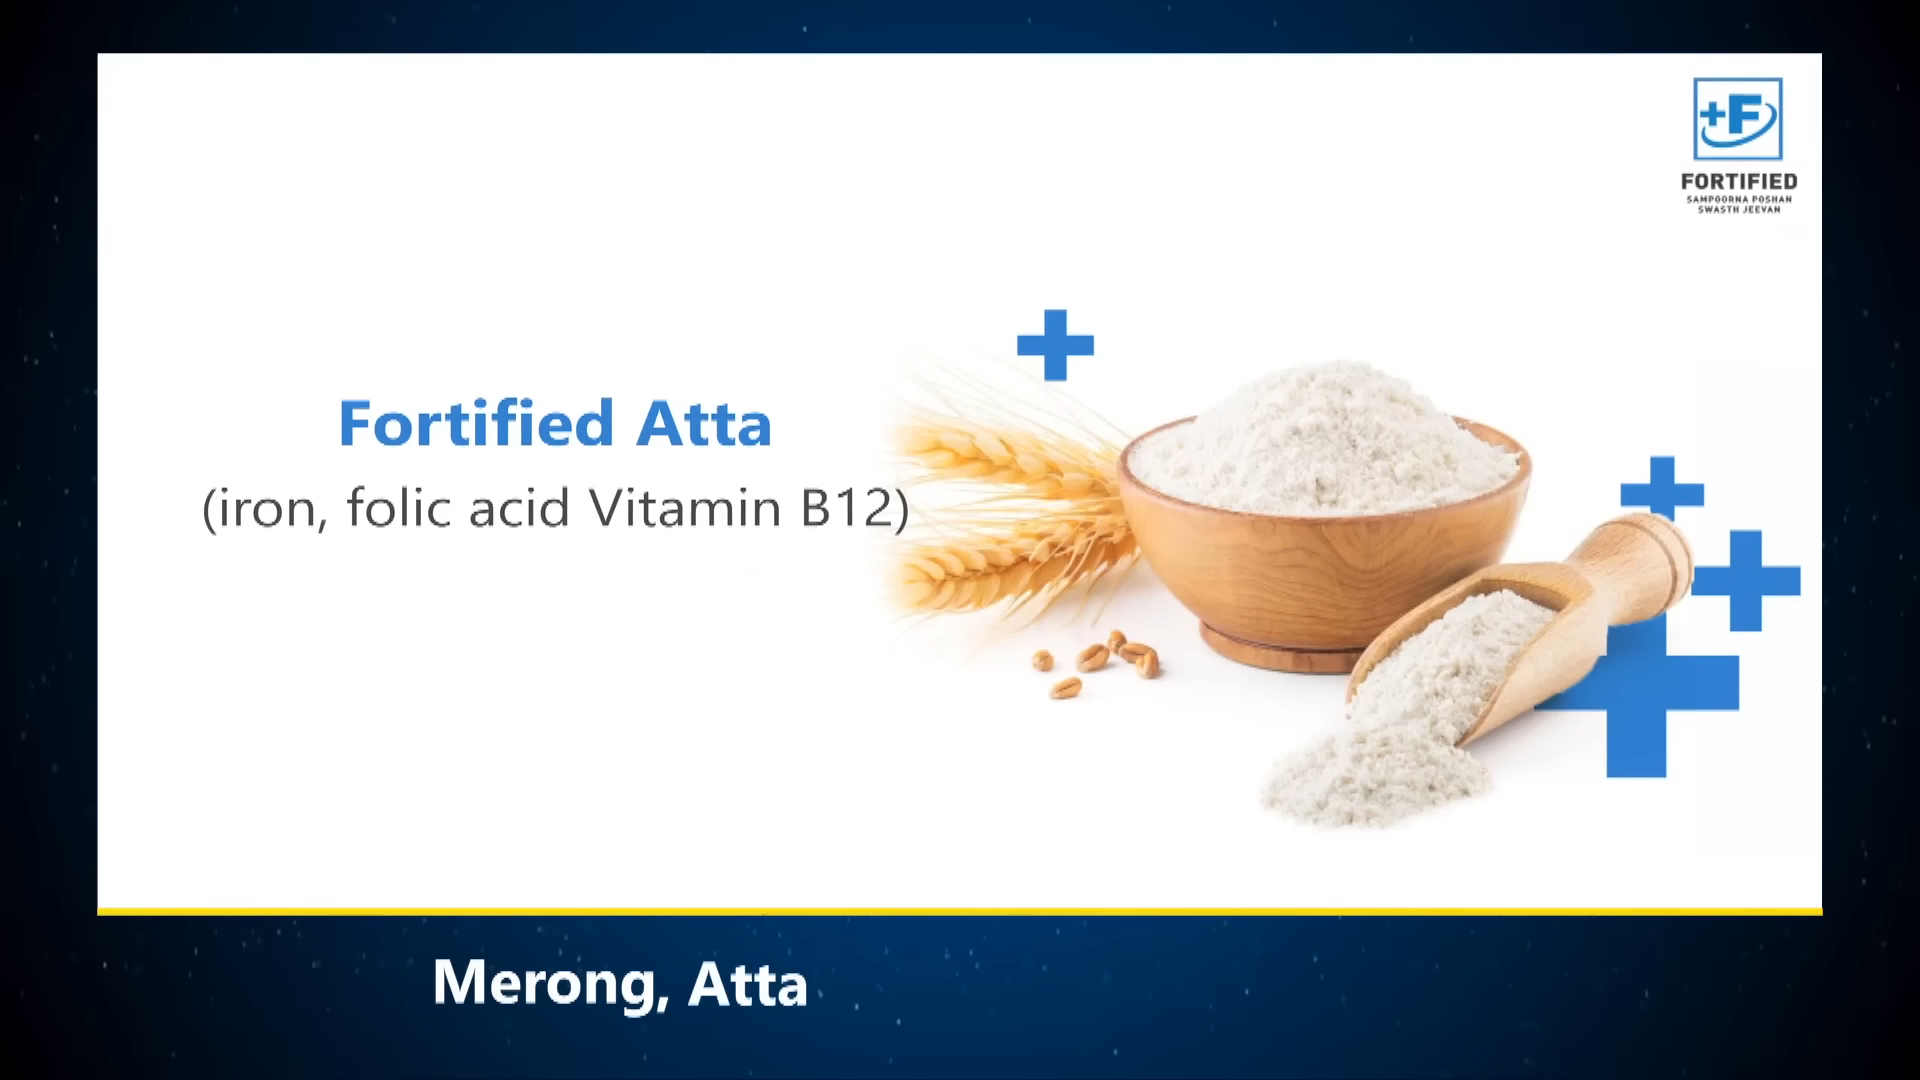 +F
FORTIFIED
SAMPOORNA POSHAN
SWASTH JEEVAN
Fortified Atta
(iron, folic acid Vitamin B12)
Merong, Atta